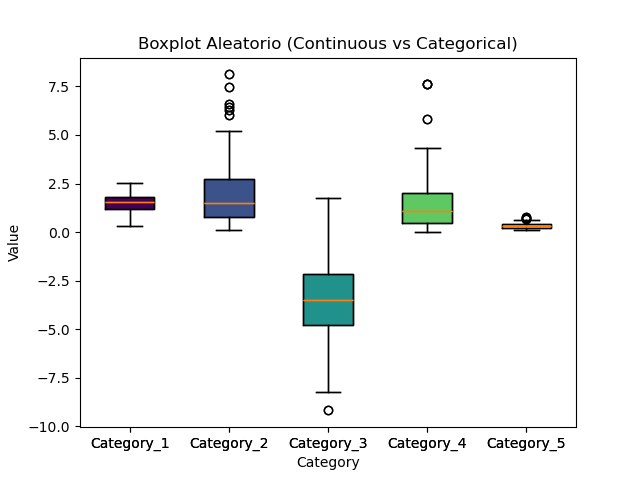 Boxplot Aleatorio (Continuous vs Categorical)
7.5
5.0
2.5
0.0
−2.5
−5.0
−7.5
−10.0
Value
Category_1 Category_2 Category_3 Category_4 Category_5
Category